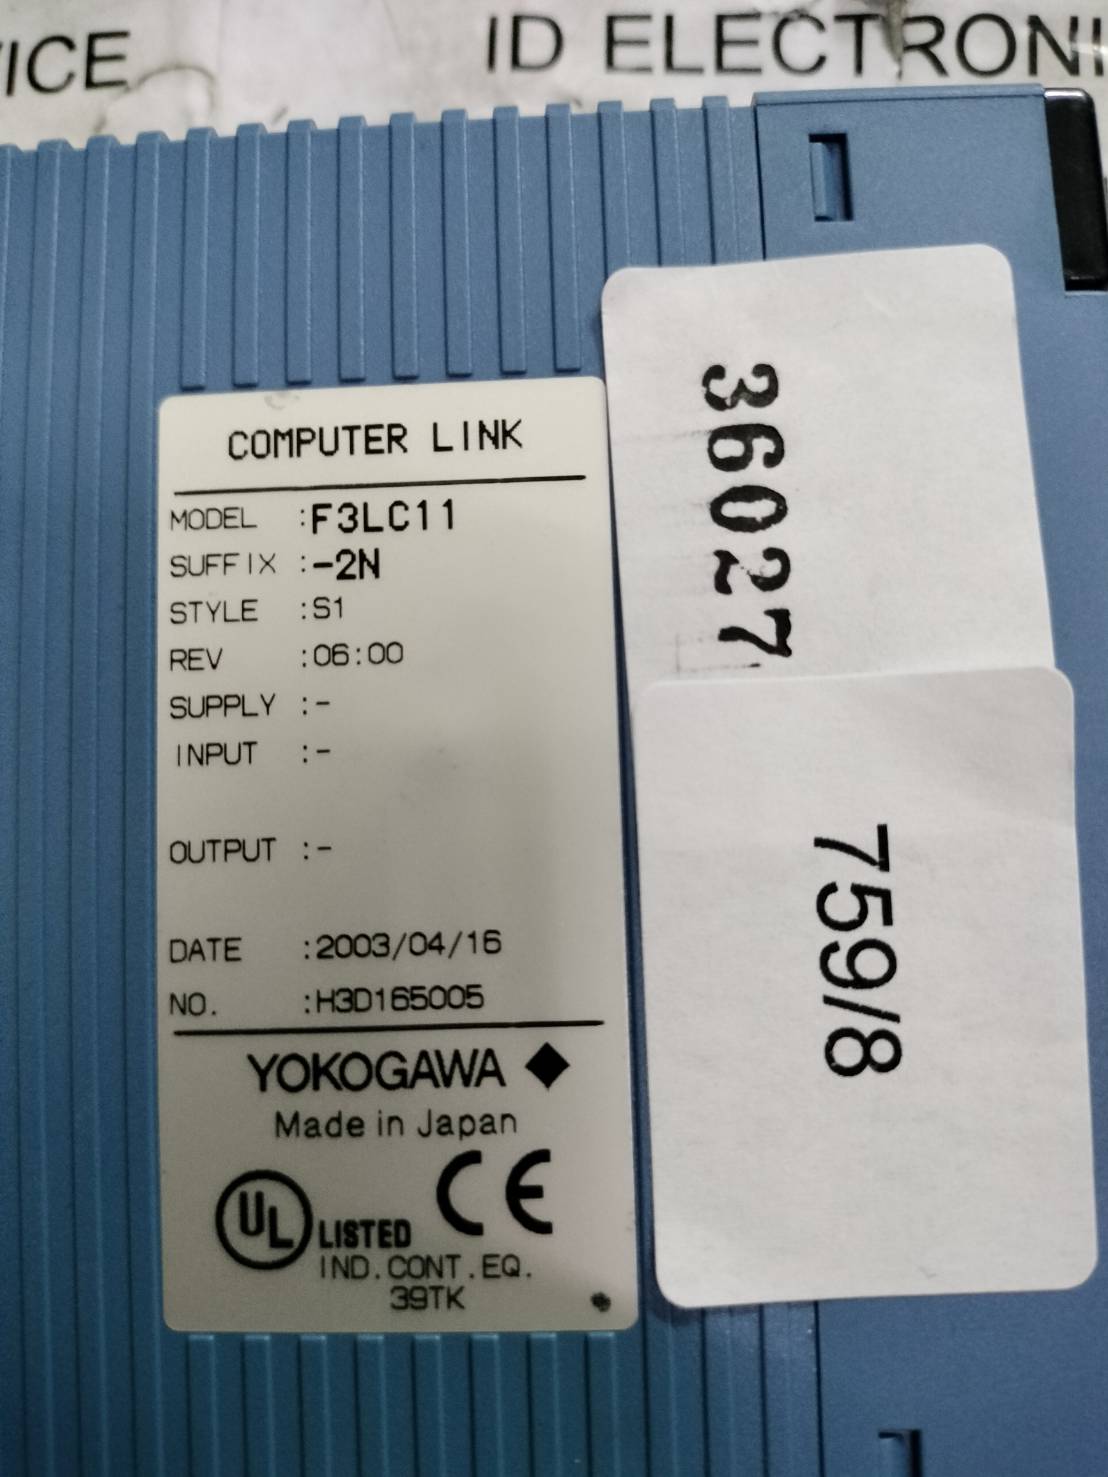 ICE
ID ELECTRONI
COMPUTER LINK
MODEL :F3LC11
SUFFIX :-2N
STYLE :S1
REV :06:00
SUPPLY :-
INPUT :-
OUTPUT :-
DATE :2003/04/16
NO. :H3D165005
YOKOGAWA
Made in Japan
UL LISTED CE
IND.CONT.EQ.
39TK
36027
759/8